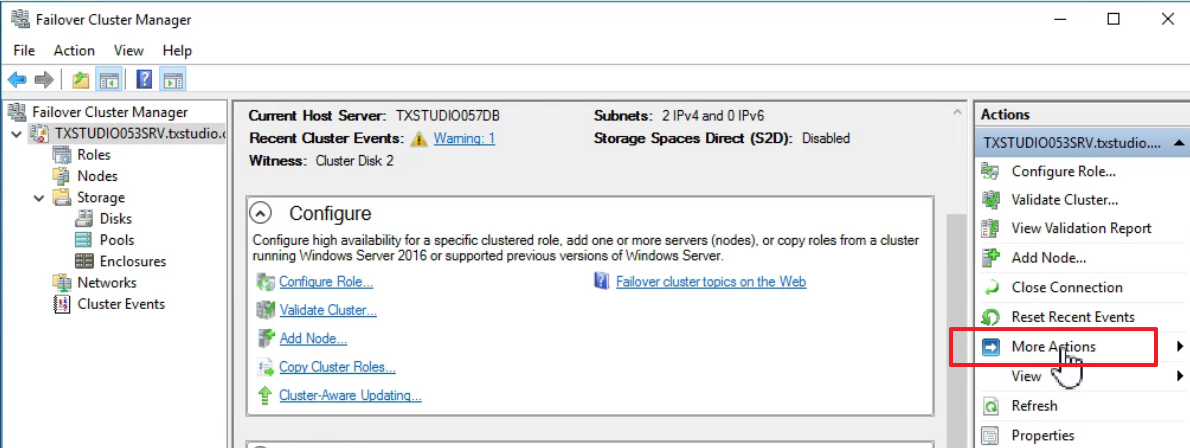 Failover Cluster Manager
File Action View Help
Failover Cluster Manager
TXSTUDIO053SRV.txstudio.c
Roles
Nodes
Storage
Disks
Pools
Enclosures
Networks
Cluster Events
Current Host Server: TXSTUDIO057DB
Recent Cluster Events: Warning: 1
Witness: Cluster Disk 2
Subnets: 2 IPv4 and 0 IPv6
Storage Spaces Direct (S2D): Disabled
Configure
Configure high availability for a specific clustered role, add one or more servers (nodes), or copy roles from a cluster
running Windows Server 2016 or supported previous versions of Windows Server.
Configure Role...
Validate Cluster...
Add Node...
Copy Cluster Roles...
Cluster-Aware Updating...
Failover cluster topics on the Web
Actions
TXSTUDIO053SRV.txstudio....
Configure Role...
Validate Cluster...
View Validation Report
Add Node...
Close Connection
Reset Recent Events
More Actions
View
Refresh
Properties